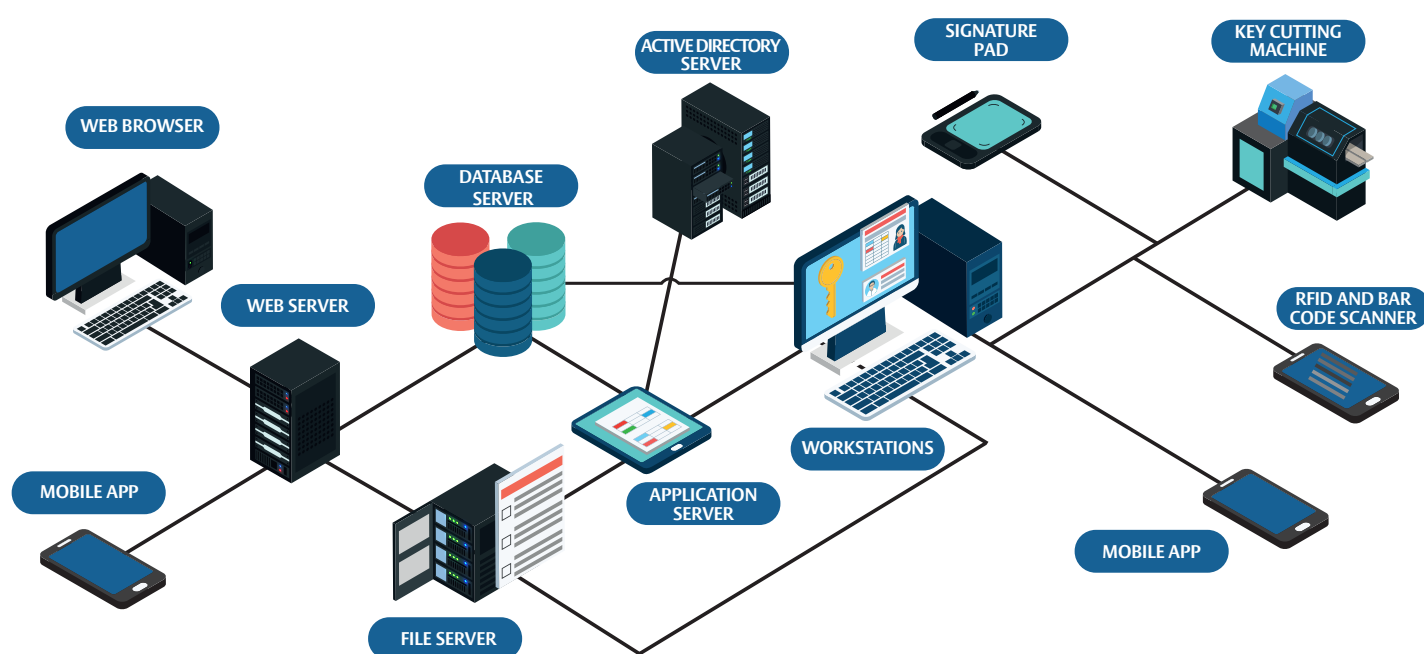 SIGNATURE
PAD
KEY CUTTING
MACHINE
ACTIVE DIRECTORY
SERVER
WEB BROWSER
DATABASE
SERVER
WEB SERVER
RFID AND BAR
CODE SCANNER
WORKSTATIONS
MOBILE APP
APPLICATION
SERVER
MOBILE APP
FILE SERVER